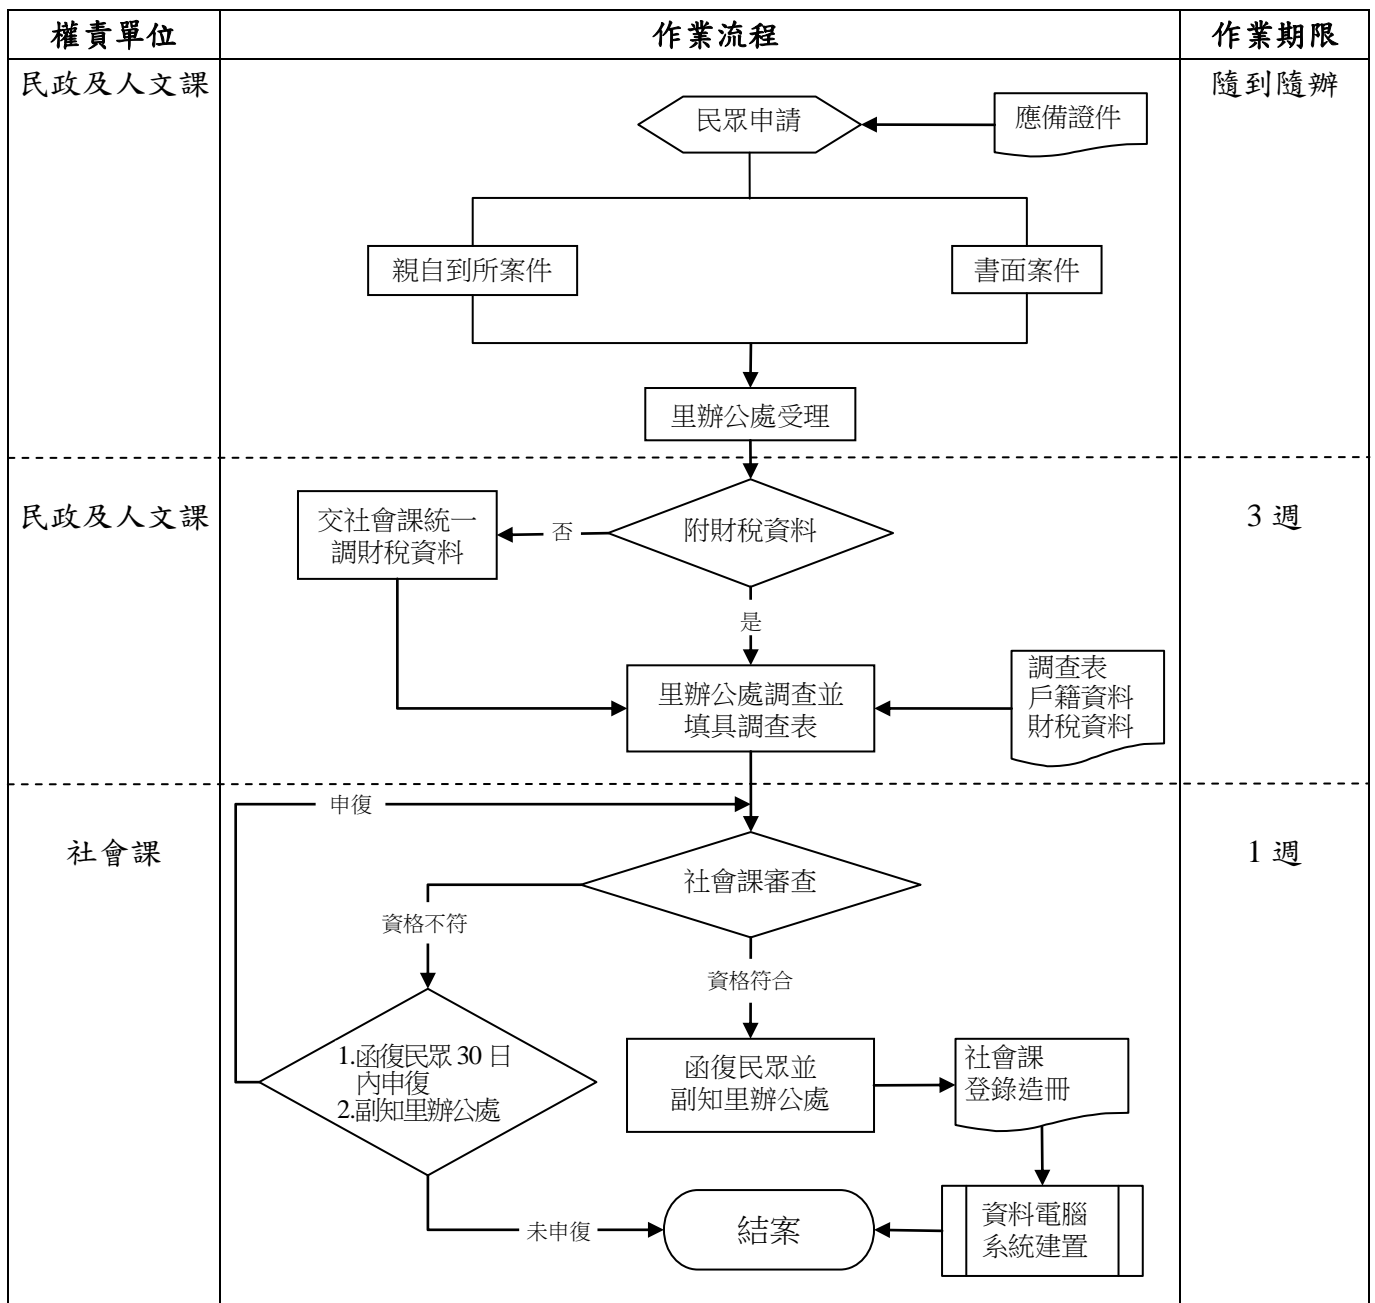 權責單位
作業流程
作業期限
民政及人文課
隨到隨辦
民眾申請
應備證件
親自到所案件
書面案件
里辦公處受理
民政及人文課
3 週
交社會課統一
調財稅資料
否
附財稅資料
是
里辦公處調查並
填具調查表
調查表
戶籍資料
財稅資料
申復
社會課
1 週
社會課審查
資格不符
資格符合
1.函復民眾 30 日
內申復
2.副知里辦公處
函復民眾並
副知里辦公處
社會課
登錄造冊
未申復
結案
資料電腦
系統建置